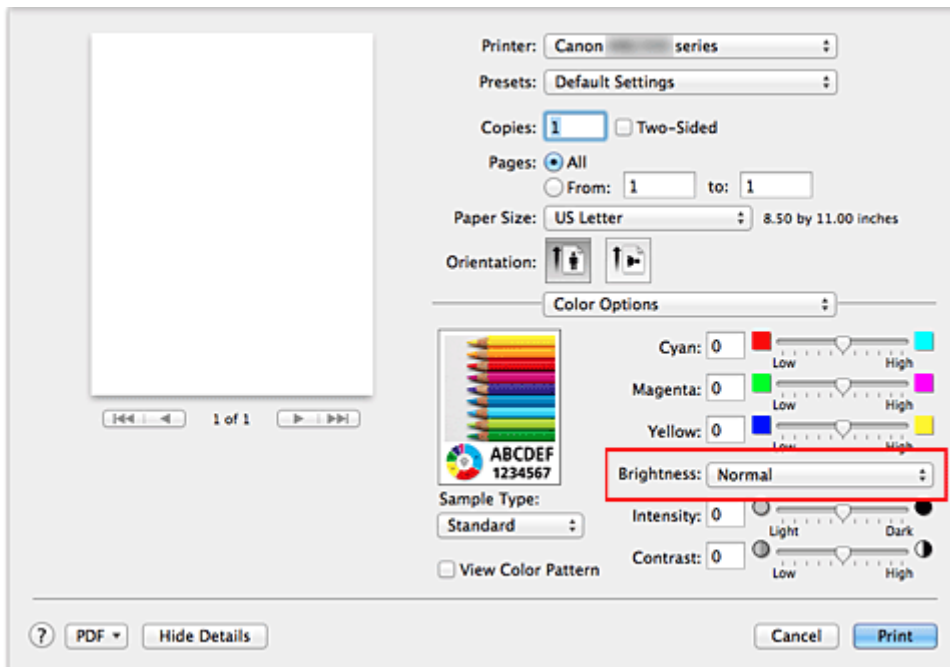 Printer: Canon series
Presets: Default Settings
Copies: 1 Two-Sided
Pages: All
From: 1 to: 1
Paper Size: US Letter 8.50 by 11.00 inches
Orientation:
Color Options
Cyan: 0
Low High
Magenta: 0
Low High
Yellow: 0
Low High
Brightness: Normal
Intensity: 0
Light Dark
Contrast: 0
Low High
ABCDEF
1234567
Sample Type:
Standard
View Color Pattern
1 of 1
? PDF Hide Details Cancel Print